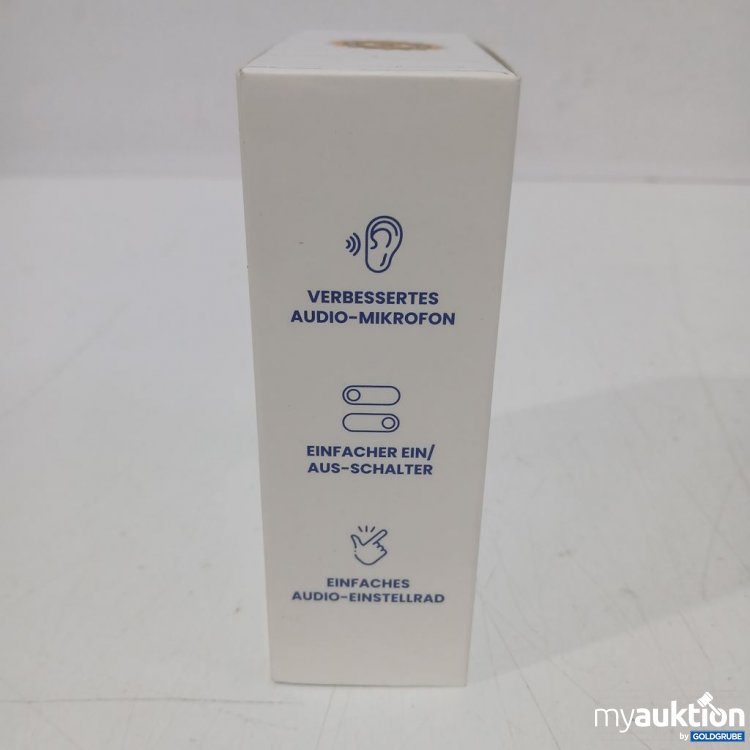 VERBESSERTES
AUDIO-MIKROFON
EINFACHER EIN/
AUS-SCHALTER
EINFACHES
AUDIO-EINSTELLRAD
myauktion
by GOLDGRUBE